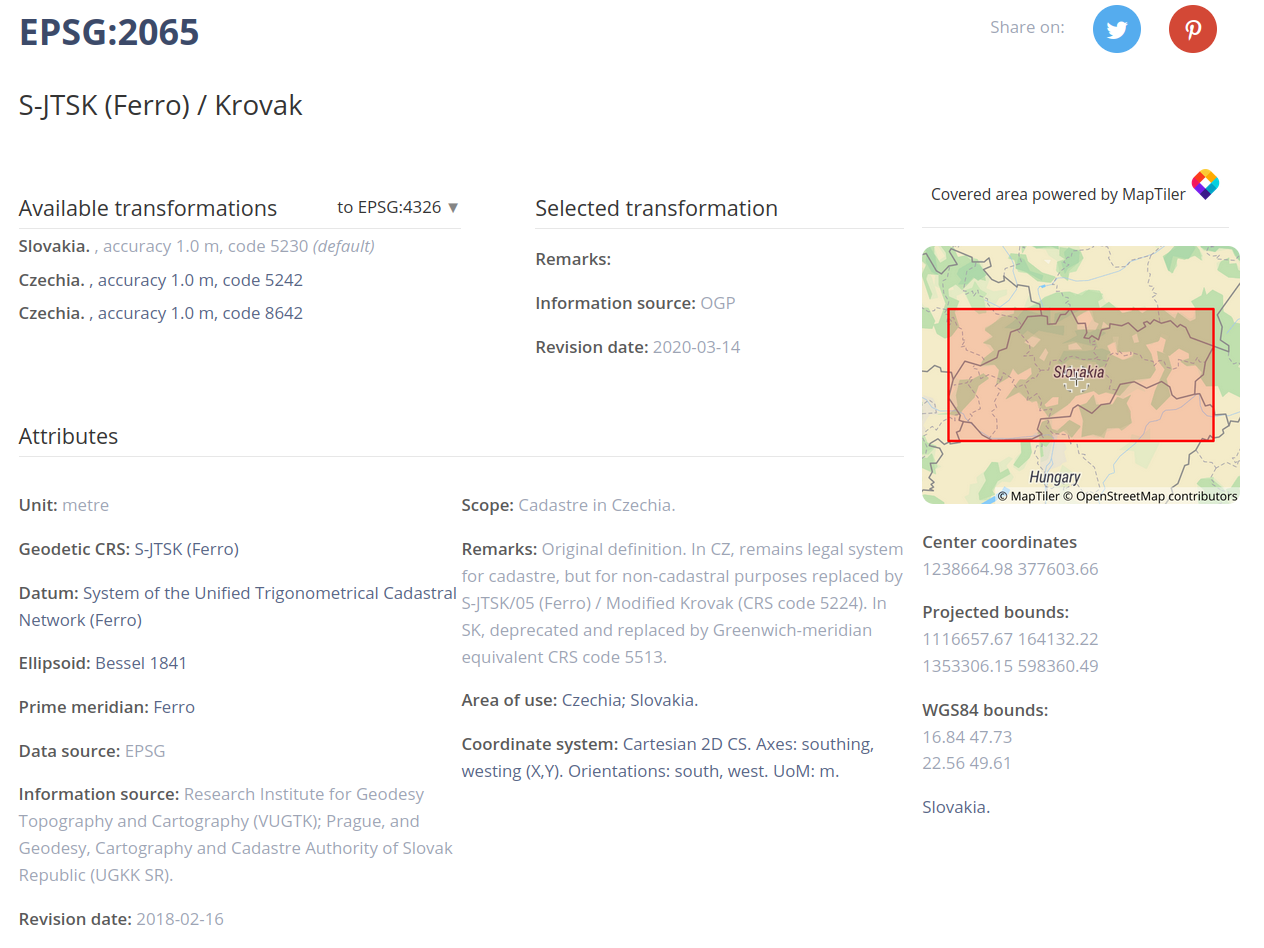 EPSG:2065
Share on:
S-JTSK (Ferro) / Krovak
Available transformations
to EPSG:4326 ▼
Slovakia. , accuracy 1.0 m, code 5230 (default)
Czechia. , accuracy 1.0 m, code 5242
Czechia. , accuracy 1.0 m, code 8642
Selected transformation
Remarks:
Information source: OGP
Revision date: 2020-03-14
Covered area powered by MapTiler
Slovakia
Hungary
© MapTiler © OpenStreetMap contributors
Attributes
Unit: metre
Geodetic CRS: S-JTSK (Ferro)
Datum: System of the Unified Trigonometrical Cadastral
Network (Ferro)
Ellipsoid: Bessel 1841
Prime meridian: Ferro
Data source: EPSG
Information source: Research Institute for Geodesy
Topography and Cartography (VUGTK); Prague, and
Geodesy, Cartography and Cadastre Authority of Slovak
Republic (UGKK SR).
Revision date: 2018-02-16
Scope: Cadastre in Czechia.
Remarks: Original definition. In CZ, remains legal system
for cadastre, but for non-cadastral purposes replaced by
S-JTSK/05 (Ferro) / Modified Krovak (CRS code 5224). In
SK, deprecated and replaced by Greenwich-meridian
equivalent CRS code 5513.
Area of use: Czechia; Slovakia.
Coordinate system: Cartesian 2D CS. Axes: southing,
westing (X,Y). Orientations: south, west. UoM: m.
Center coordinates
1238664.98 377603.66
Projected bounds:
1116657.67 164132.22
1353306.15 598360.49
WGS84 bounds:
16.84 47.73
22.56 49.61
Slovakia.